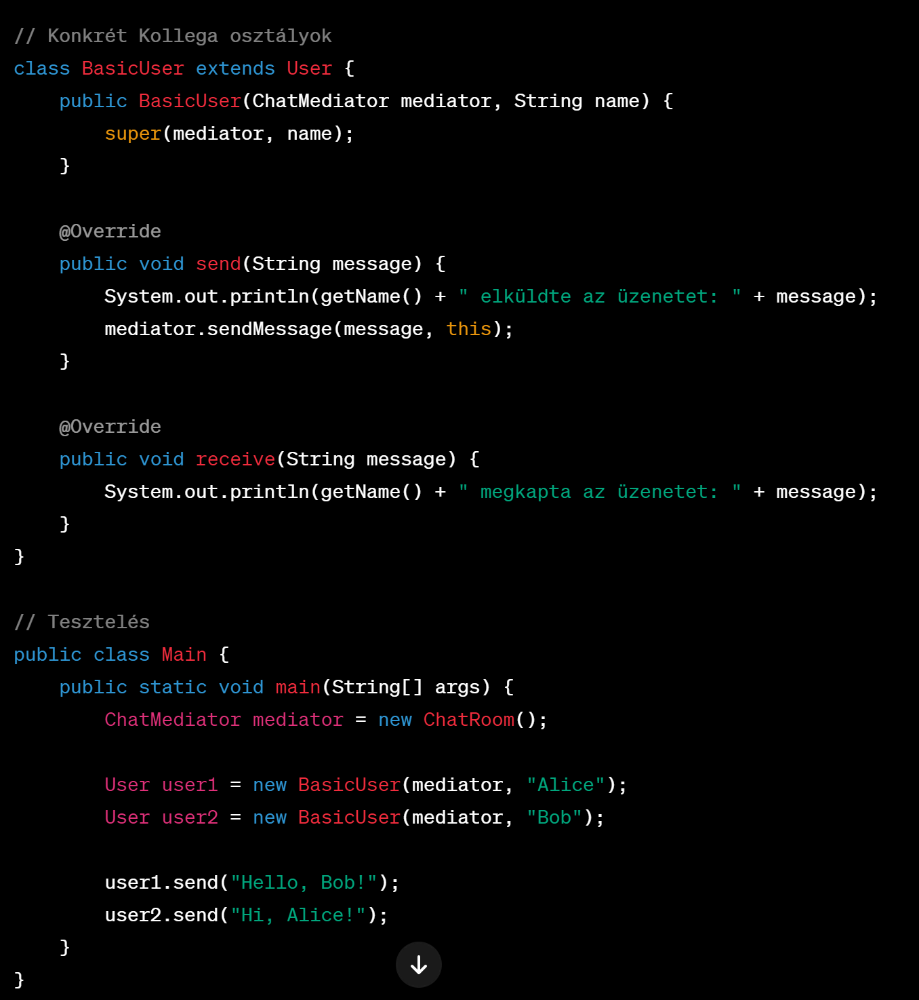 // Konkrét Kollega osztályok
class BasicUser extends User {
    public BasicUser(ChatMediator mediator, String name) {
        super(mediator, name);
    }

    @Override
    public void send(String message) {
        System.out.println(getName() + " elküldte az üzenetet: " + message);
        mediator.sendMessage(message, this);
    }

    @Override
    public void receive(String message) {
        System.out.println(getName() + " megkapta az üzenetet: " + message);
    }
}

// Tesztelés
public class Main {
    public static void main(String[] args) {
        ChatMediator mediator = new ChatRoom();

        User user1 = new BasicUser(mediator, "Alice");
        User user2 = new BasicUser(mediator, "Bob");

        user1.send("Hello, Bob!");
        user2.send("Hi, Alice!");
    }
}